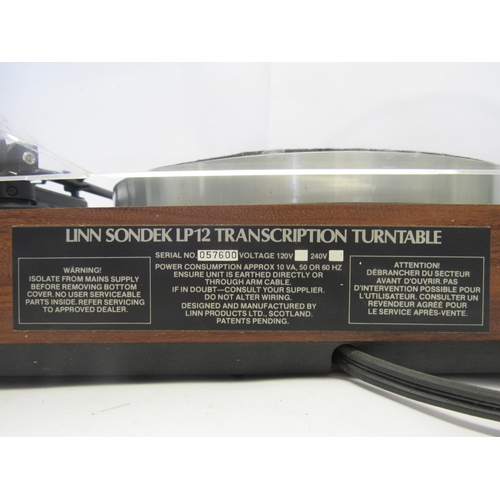 LINN SONDEK LP12 TRANSCRIPTION TURNTABLE
SERIAL NO. 057600 VOLTAGE 120V 240V
POWER CONSUMPTION APPROX 10 VA, 50 OR 60 HZ
ENSURE UNIT IS EARTHED DIRECTLY OR
THROUGH ARM CABLE.
IF IN DOUBT-CONSULT YOUR SUPPLIER.
DO NOT ALTER WIRING.
DESIGNED AND MANUFACTURED BY
LINN PRODUCTS LTD., SCOTLAND.
PATENTS PENDING.
WARNING!
ISOLATE FROM MAINS SUPPLY
BEFORE REMOVING BOTTOM
COVER. NO USER SERVICEABLE
PARTS INSIDE. REFER SERVICING
TO APPROVED DEALER.
ATTENTION!
DÉBRANCHER DU SECTEUR
AVANT D'OUVRIR. PAS
D'INTERVENTION POSSIBLE POUR
L'UTILISATEUR. CONSULTER UN
REVENDEUR AGRÉÉ POUR
LE SERVICE APRÈS-VENTE.